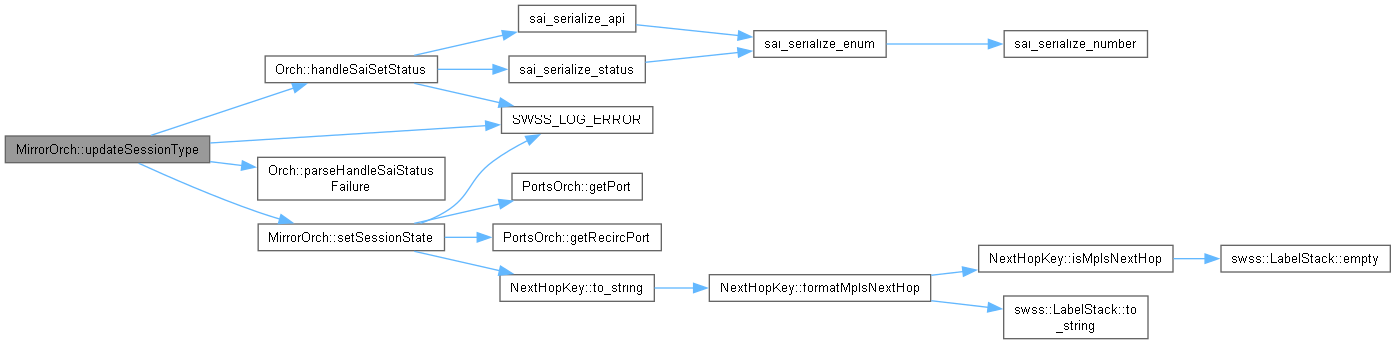 sai_serialize_api
sai_serialize_enum
sai_serialize_number
Orch::handleSaiSetStatus
sai_serialize_status
SWSS_LOG_ERROR
MirrorOrch::updateSessionType
Orch::parseHandleSaiStatus
Failure
PortsOrch::getPort
MirrorOrch::setSessionState
PortsOrch::getRecircPort
NextHopKey::isMplsNextHop
swss::LabelStack::empty
NextHopKey::to_string
NextHopKey::formatMplsNextHop
swss::LabelStack::to
_string